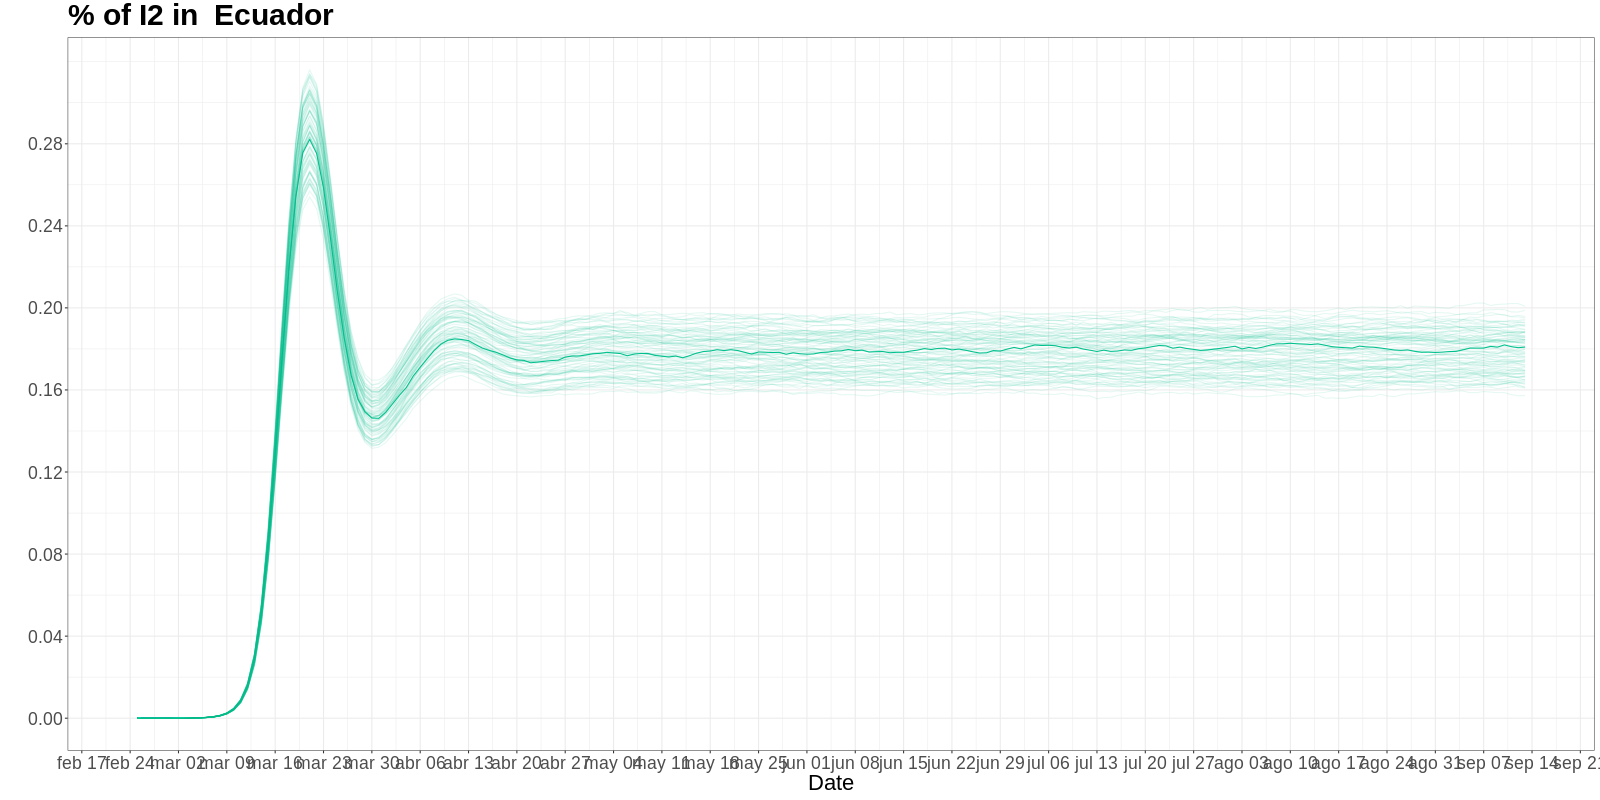 % of I2 in  Ecuador
0.28
0.24
0.20
0.16
0.12
0.08
0.04
0.00
feb 17 feb 24 mar 02 mar 09 mar 16 mar 23 mar 30 abr 06 abr 13 abr 20 abr 27 may 04 may 11 may 18 may 25 jun 01 jun 08 jun 15 jun 22 jun 29 jul 06 jul 13 jul 20 jul 27 ago 03 ago 10 ago 17 ago 24 ago 31 sep 07 sep 14 sep 21
Date